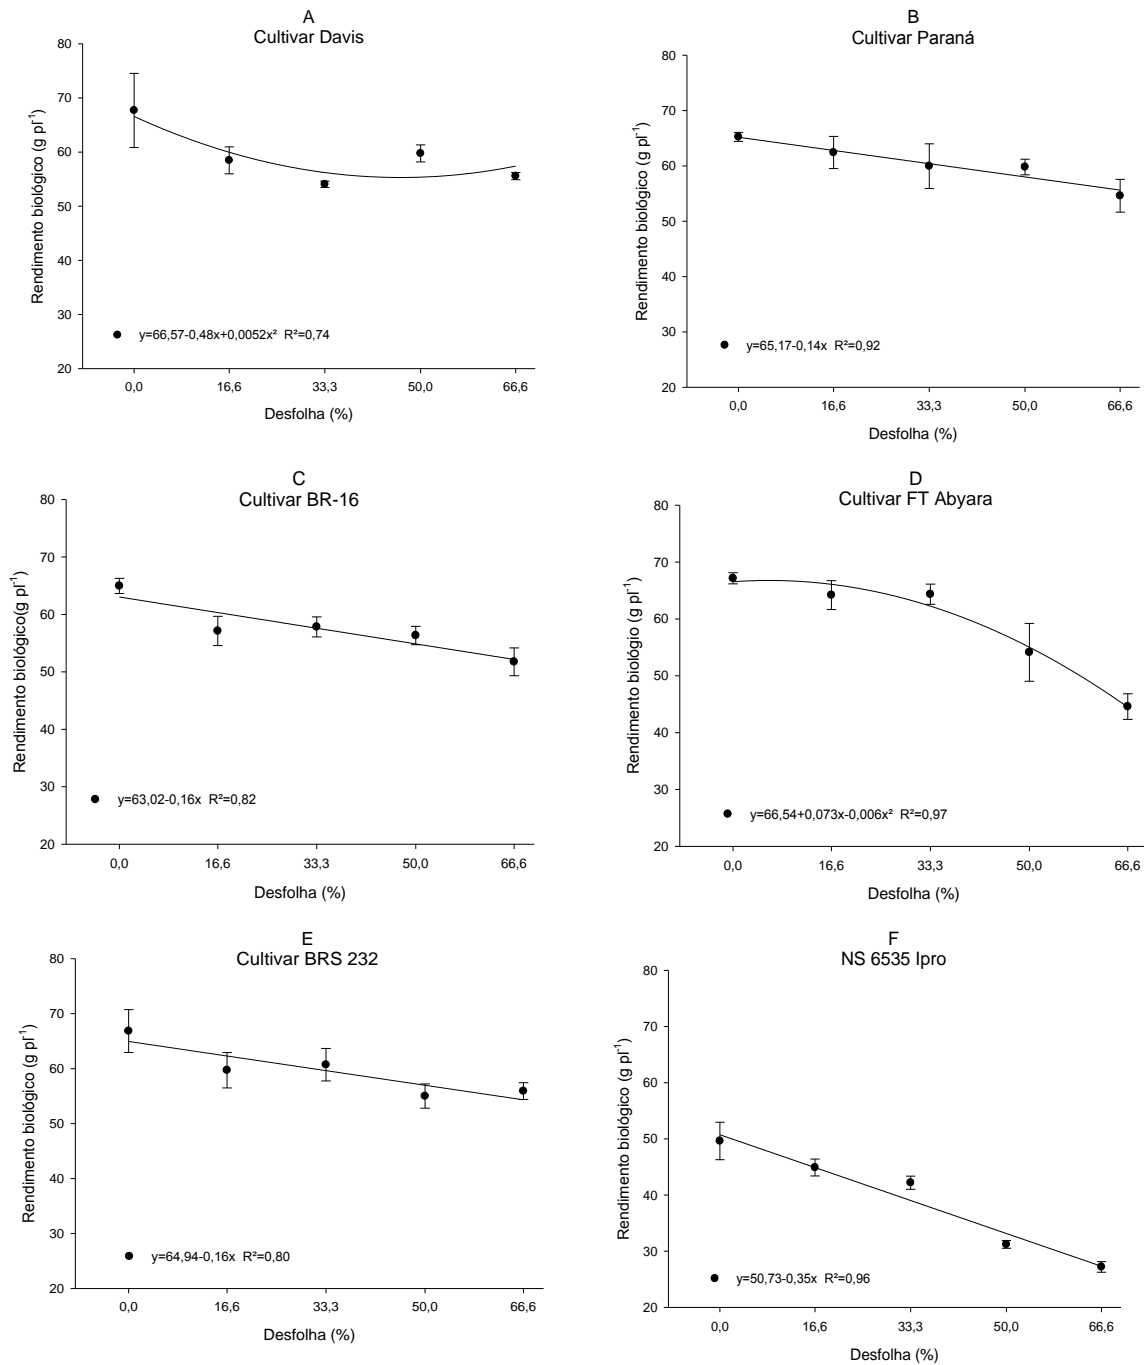 A
Cultivar Davis
80
70
60
50
40
30
20
Rendimento biológico (g pl⁻¹)
y=66,57-0,48x+0,0052x² R²=0,74
0,0 16,6 33,3 50,0 66,6
Desfolha (%)
B
Cultivar Paraná
80
70
60
50
40
30
20
Rendimento biológico (g pl⁻¹)
y=65,17-0,14x R²=0,92
0,0 16,6 33,3 50,0 66,6
Desfolha (%)
C
Cultivar BR-16
80
70
60
50
40
30
20
Rendimento biológico(g pl⁻¹)
y=63,02-0,16x R²=0,82
0,0 16,6 33,3 50,0 66,6
Desfolha (%)
D
Cultivar FT Abyara
80
70
60
50
40
30
20
Rendimento biológio (g pl⁻¹)
y=66,54+0,073x-0,006x² R²=0,97
0,0 16,6 33,3 50,0 66,6
Desfolha (%)
E
Cultivar BRS 232
80
70
60
50
40
30
20
Rendimento biológico (g pl⁻¹)
y=64,94-0,16x R²=0,80
0,0 16,6 33,3 50,0 66,6
Desfolha (%)
F
NS 6535 Ipro
80
70
60
50
40
30
20
Rendimento biológico (g pl⁻¹)
y=50,73-0,35x R²=0,96
0,0 16,6 33,3 50,0 66,6
Desfolha (%)